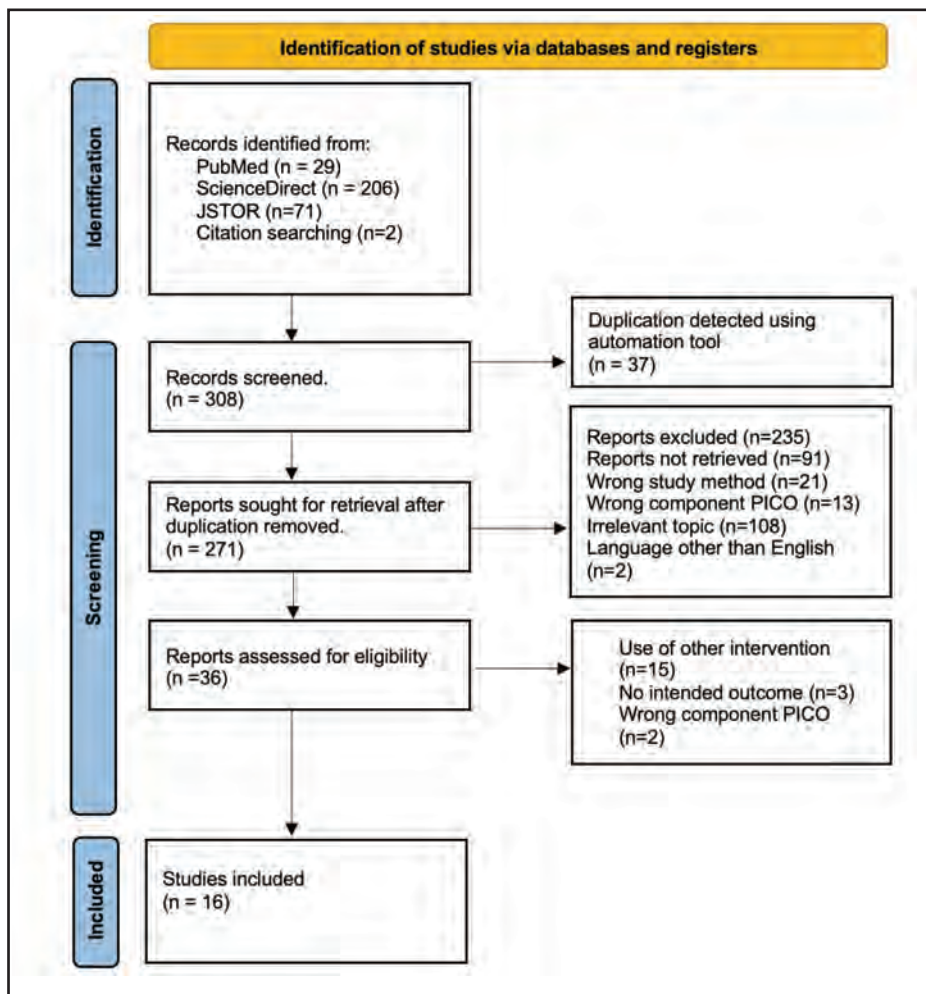 Identification of studies via databases and registers
Identification
Records identified from:
PubMed (n = 29)
ScienceDirect (n = 206)
JSTOR (n=71)
Citation searching (n=2)
Duplication detected using
automation tool
(n = 37)
Screening
Records screened.
(n = 308)
Reports excluded (n=235)
Reports not retrieved (n=91)
Wrong study method (n=21)
Wrong component PICO (n=13)
Irrelevant topic (n=108)
Language other than English
(n=2)
Reports sought for retrieval after
duplication removed.
(n = 271)
Reports assessed for eligibility
(n =36)
Use of other intervention
(n=15)
No intended outcome (n=3)
Wrong component PICO
(n=2)
Included
Studies included
(n = 16)